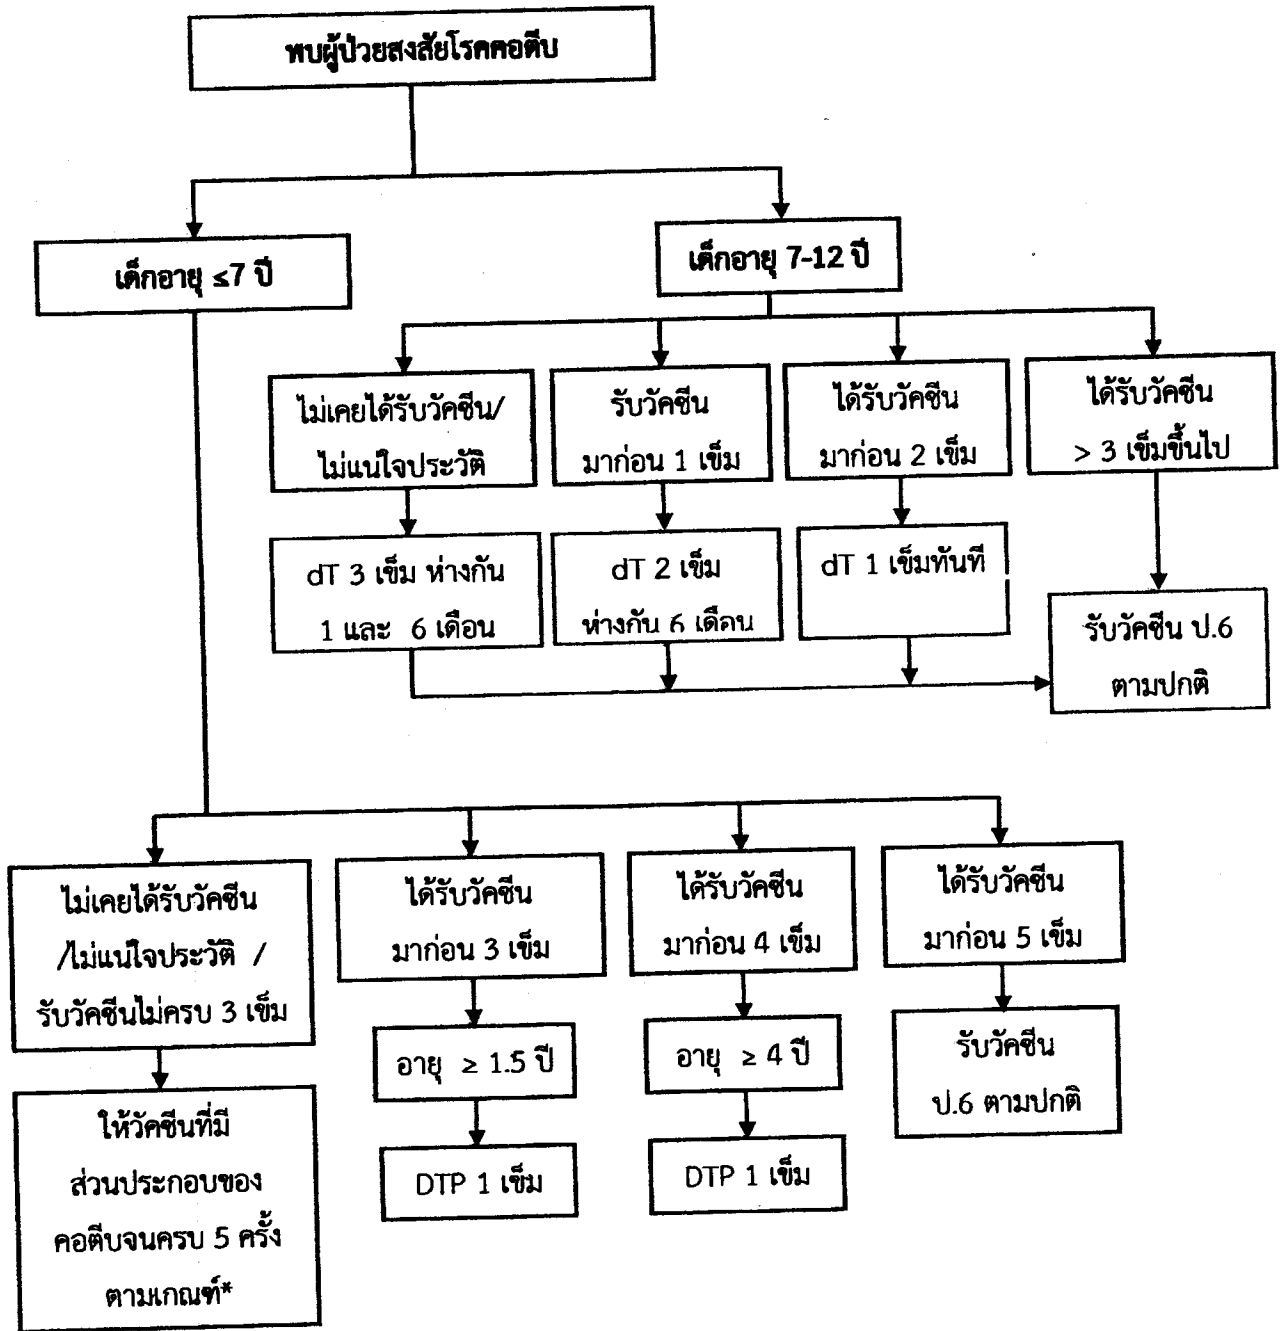 พบผู้ป่วยสงสัยโรคคอตีบ
เด็กอายุ ≤7 ปี
เด็กอายุ 7-12 ปี
ไม่เคยได้รับวัคซีน/
ไม่แน่ใจประวัติ
รับวัคซีน
มาก่อน 1 เข็ม
ได้รับวัคซีน
มาก่อน 2 เข็ม
ได้รับวัคซีน
> 3 เข็มขึ้นไป
dT 3 เข็ม ห่างกัน
1 และ 6 เดือน
dT 2 เข็ม
ห่างกัน 6 เดือน
dT 1 เข็มทันที
รับวัคซีน ป.6
ตามปกติ
ไม่เคยได้รับวัคซีน
/ไม่แน่ใจประวัติ /
รับวัคซีนไม่ครบ 3 เข็ม
ได้รับวัคซีน
มาก่อน 3 เข็ม
ได้รับวัคซีน
มาก่อน 4 เข็ม
ได้รับวัคซีน
มาก่อน 5 เข็ม
ให้วัคซีนที่มี
ส่วนประกอบของ
คอตีบจนครบ 5 ครั้ง
ตามเกณฑ์*
อายุ ≥ 1.5 ปี
DTP 1 เข็ม
อายุ ≥ 4 ปี
DTP 1 เข็ม
รับวัคซีน
ป.6 ตามปกติ